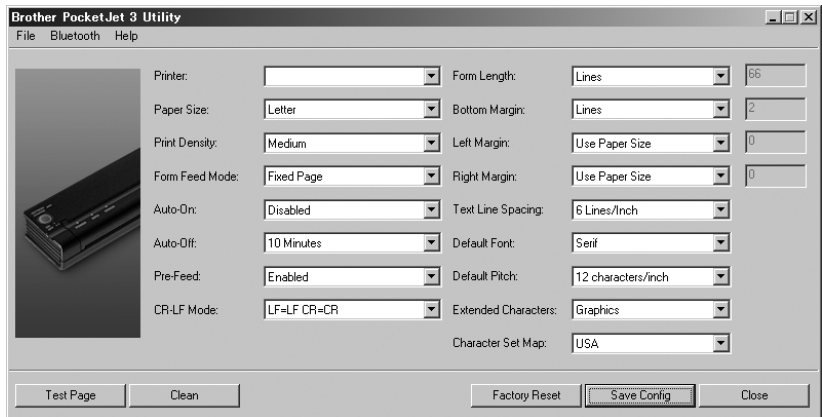 Brother PocketJet 3 Utility
File Bluetooth Help
Printer: Form Length: Lines 66
Paper Size: Letter Bottom Margin: Lines 2
Print Density: Medium Left Margin: Use Paper Size 0
Form Feed Mode: Fixed Page Right Margin: Use Paper Size 0
Auto-On: Disabled Text Line Spacing: 6 Lines/Inch
Auto-Off: 10 Minutes Default Font: Serif
Pre-Feed: Enabled Default Pitch: 12 characters/inch
CR-LF Mode: LF=LF CR=CR Extended Characters: Graphics
Character Set Map: USA
Test Page Clean Factory Reset Save Config Close